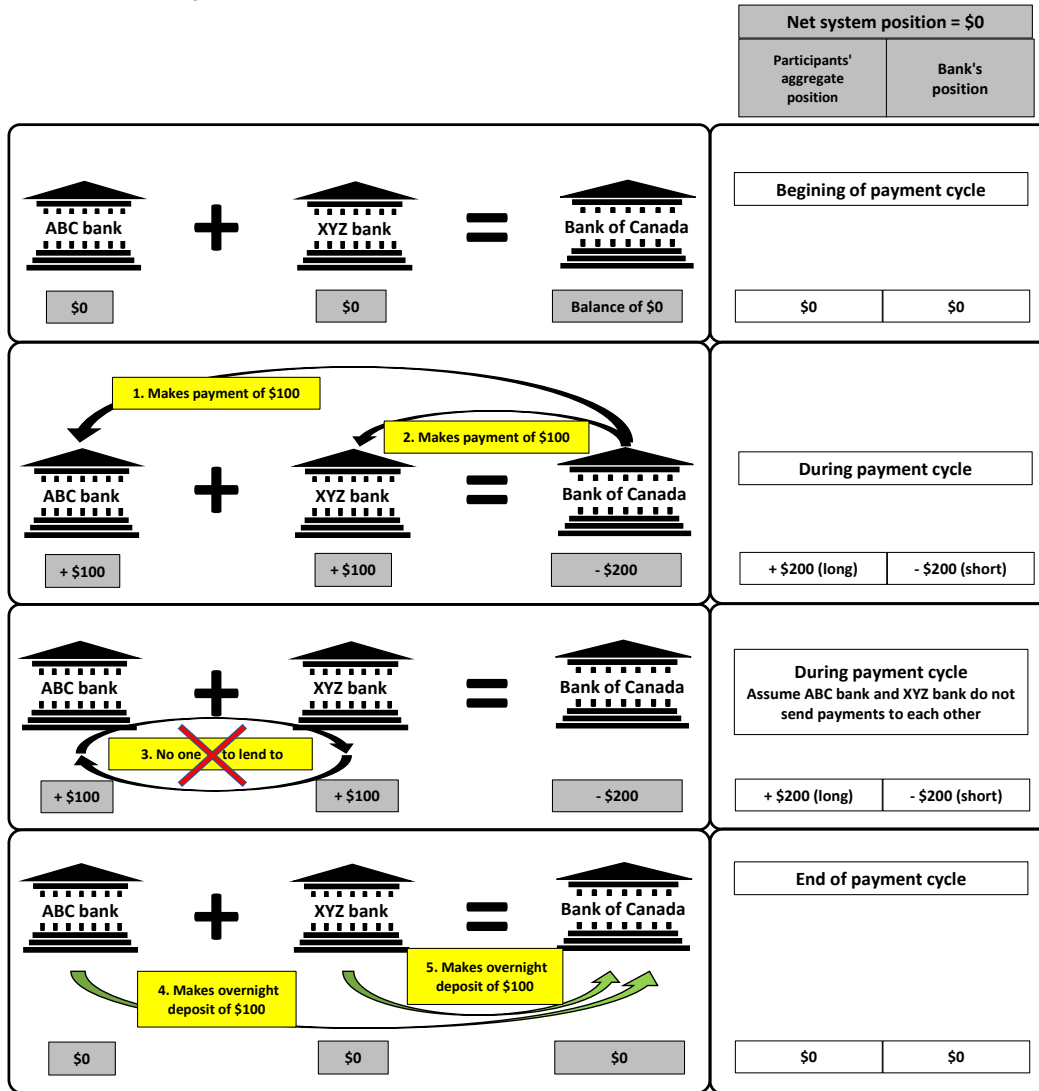 Net system position = $0
Participants'
aggregate
position
Bank's
position
ABC bank
XYZ bank
Bank of Canada
$0
$0
Balance of $0
Begining of payment cycle
$0
$0
1. Makes payment of $100
2. Makes payment of $100
ABC bank
XYZ bank
Bank of Canada
+ $100
+ $100
- $200
During payment cycle
+ $200 (long)
- $200 (short)
ABC bank
XYZ bank
Bank of Canada
3. No one to lend to
+ $100
+ $100
- $200
During payment cycle
Assume ABC bank and XYZ bank do not
send payments to each other
+ $200 (long)
- $200 (short)
ABC bank
XYZ bank
Bank of Canada
4. Makes overnight
deposit of $100
5. Makes overnight
deposit of $100
$0
$0
$0
End of payment cycle
$0
$0